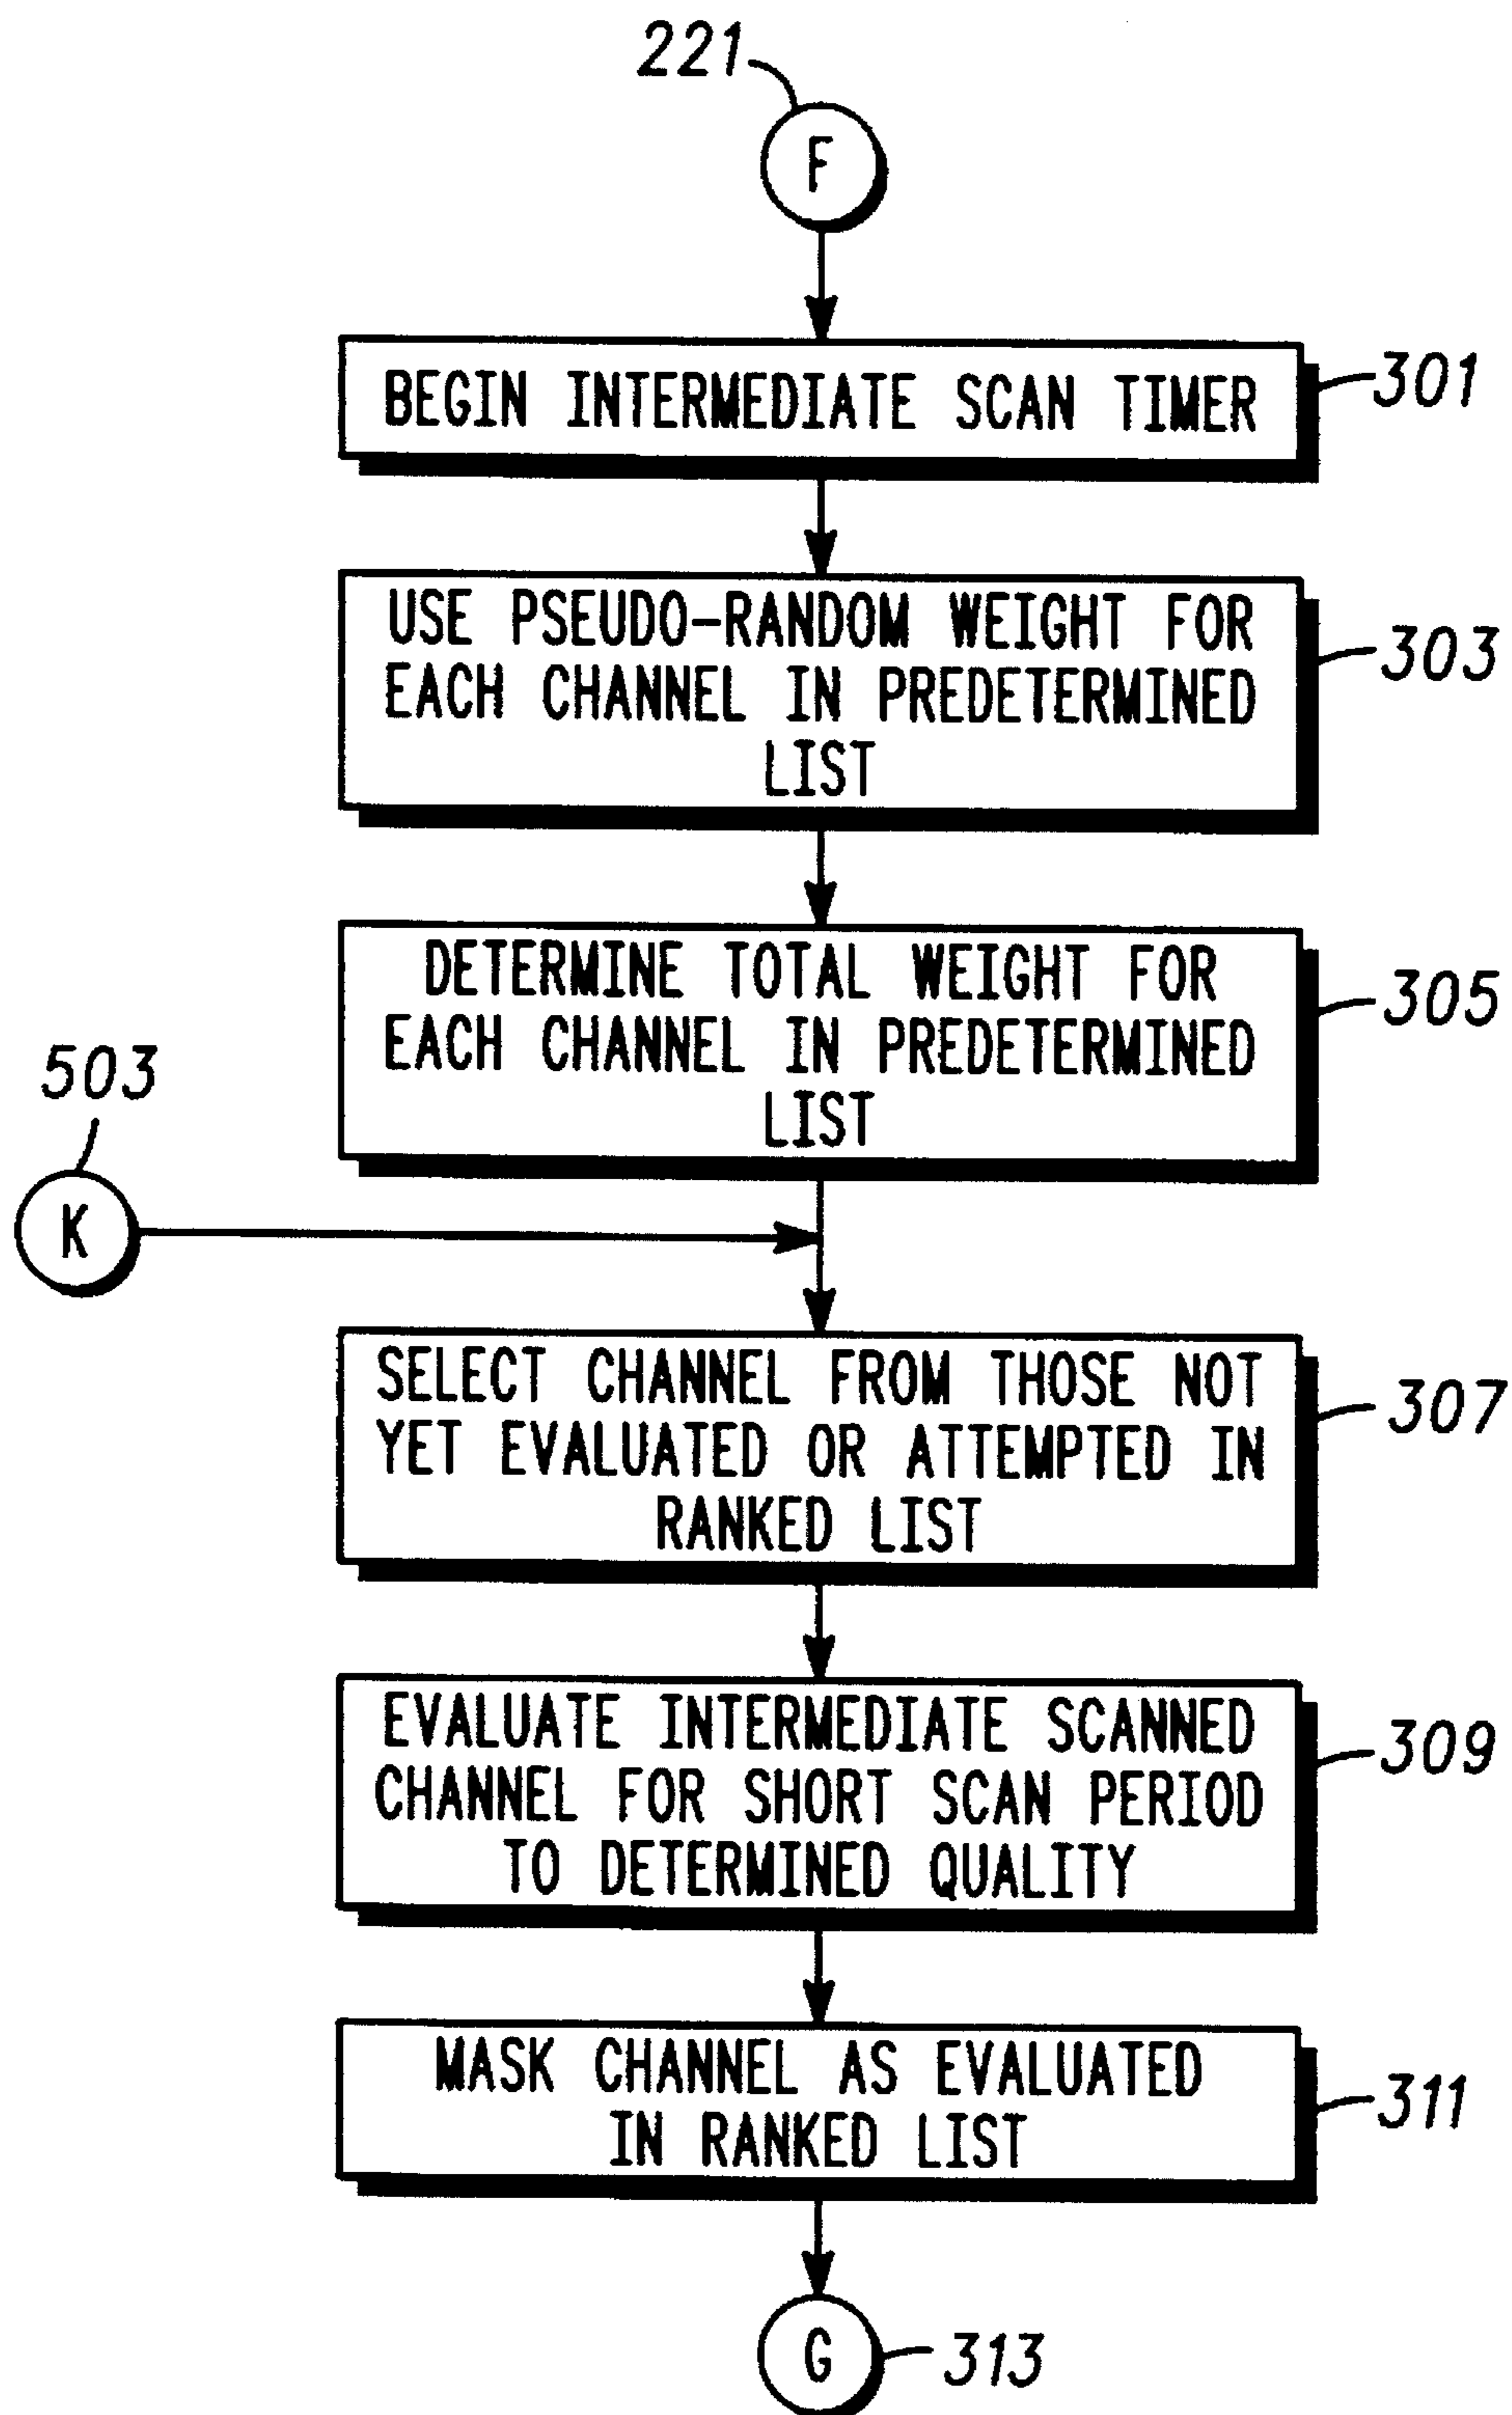 221
F
BEGIN INTERMEDIATE SCAN TIMER
301
USE PSEUDO-RANDOM WEIGHT FOR
EACH CHANNEL IN PREDETERMINED
LIST
303
DETERMINE TOTAL WEIGHT FOR
EACH CHANNEL IN PREDETERMINED
LIST
305
503
K
SELECT CHANNEL FROM THOSE NOT
YET EVALUATED OR ATTEMPTED IN
RANKED LIST
307
EVALUATE INTERMEDIATE SCANNED
CHANNEL FOR SHORT SCAN PERIOD
TO DETERMINED QUALITY
309
MASK CHANNEL AS EVALUATED
IN RANKED LIST
311
G
313